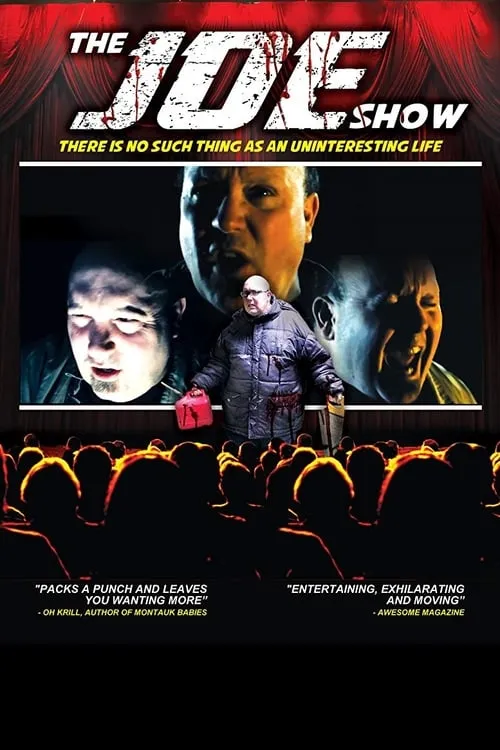 THE JOE SHOW
THERE IS NO SUCH THING AS AN UNINTERESTING LIFE
"PACKS A PUNCH AND LEAVES
YOU WANTING MORE"
- OH KRILL, AUTHOR OF MONTAUK BABIES
"ENTERTAINING, EXHILARATING
AND MOVING"
- AWESOME MAGAZINE